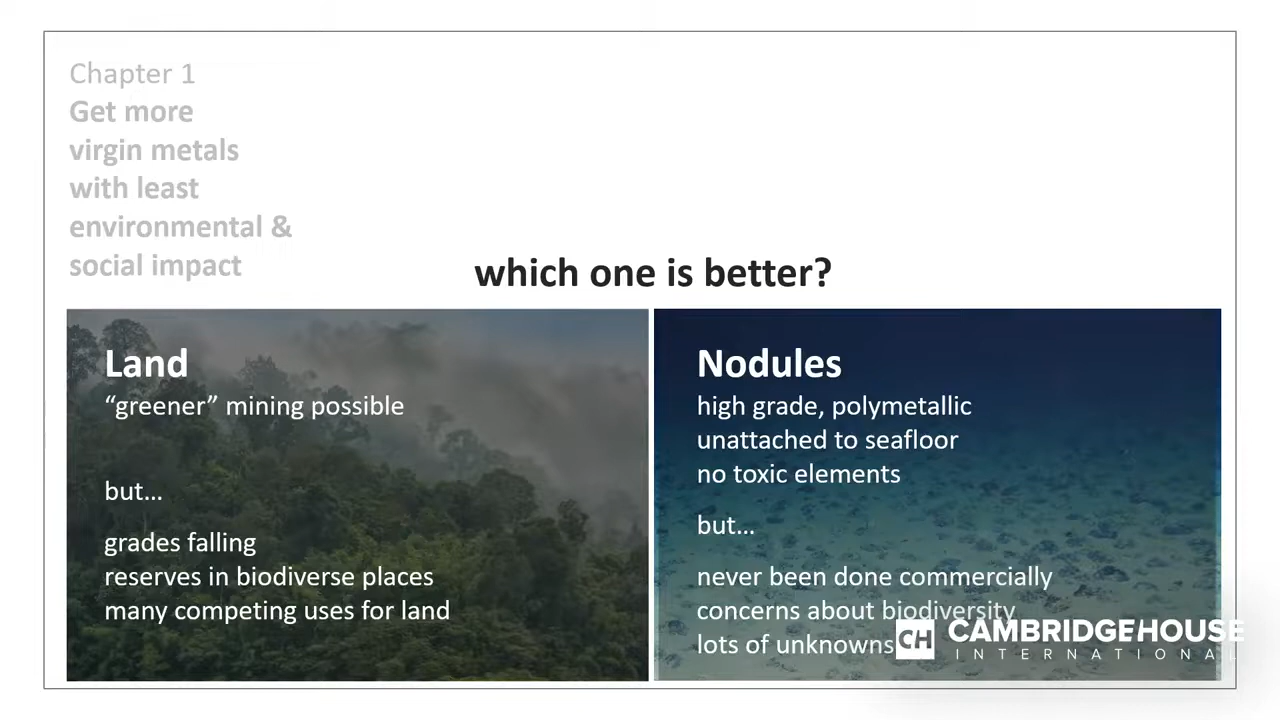 Chapter 1
Get more
virgin metals
with least
environmental &
social impact
which one is better?
Land
“greener” mining possible
but...
grades falling
reserves in biodiverse places
many competing uses for land
Nodules
high grade, polymetallic
unattached to seafloor
no toxic elements
but...
never been done commercially
concerns about biodiversity
lots of unknowns
CH CAMBRIDGEHOUSE
INTERNATIONAL